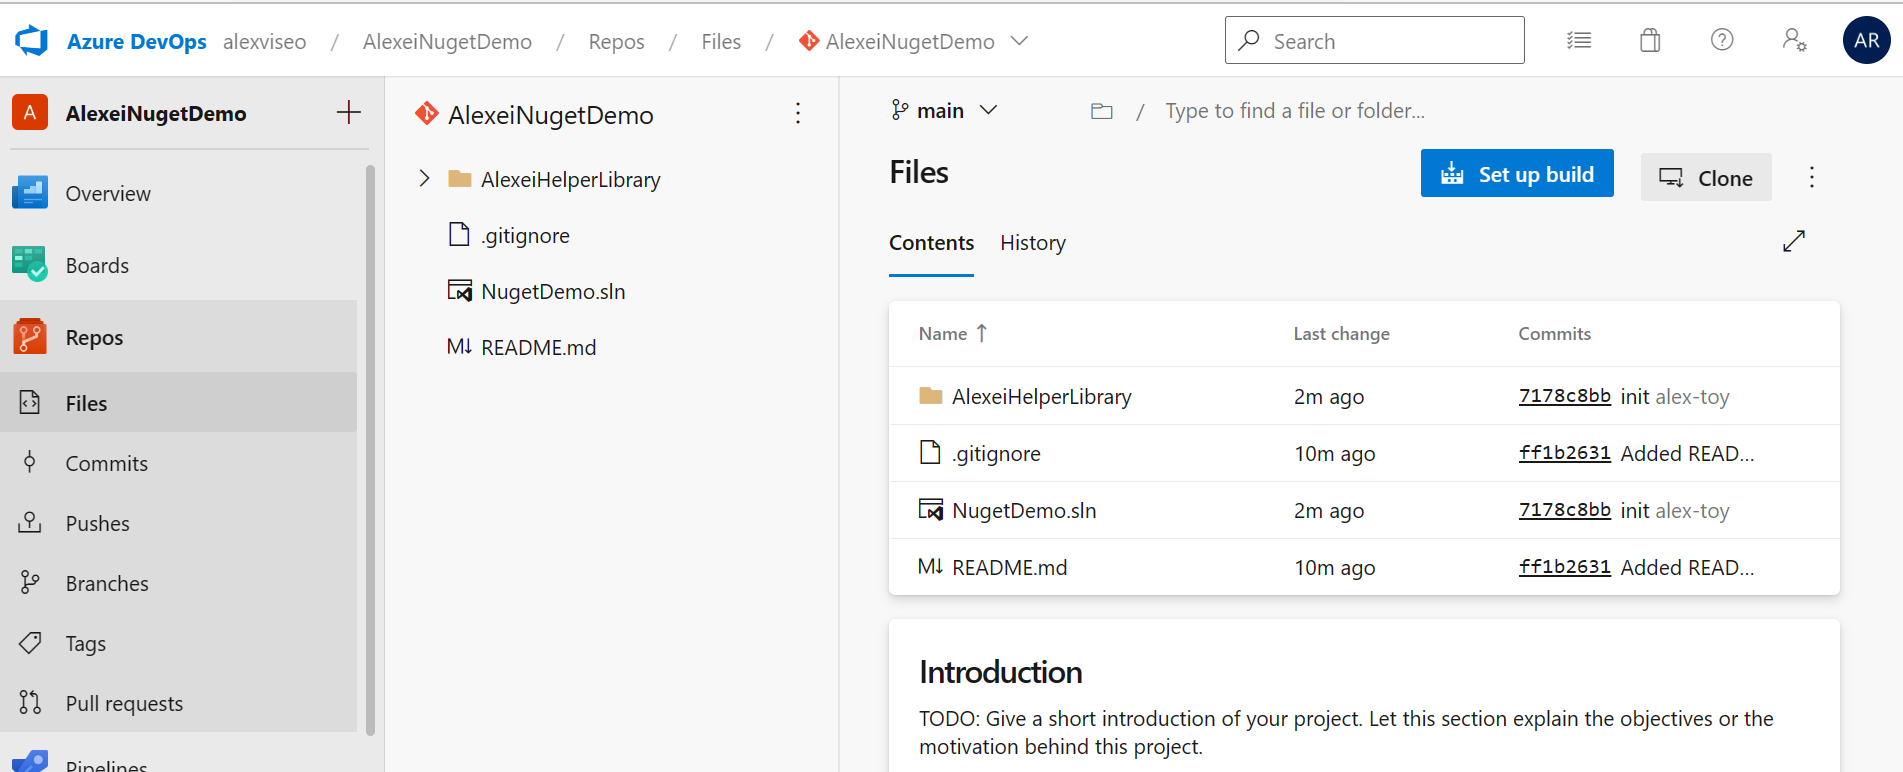 Azure DevOps alexviseo / AlexeiNugetDemo / Repos / Files / AlexeiNugetDemo
Search
AR
A AlexeiNugetDemo
Overview
Boards
Repos
Files
Commits
Pushes
Branches
Tags
Pull requests
Pipelines
AlexeiNugetDemo
AlexeiHelperLibrary
.gitignore
NugetDemo.sln
M↓ README.md
main / Type to find a file or folder...
Files
Set up build
Clone
Contents History
Name ↑ Last change Commits
AlexeiHelperLibrary 2m ago 7178c8bb init alex-toy
.gitignore 10m ago ff1b2631 Added READ...
NugetDemo.sln 2m ago 7178c8bb init alex-toy
M↓ README.md 10m ago ff1b2631 Added READ...
Introduction
TODO: Give a short introduction of your project. Let this section explain the objectives or the
motivation behind this project.